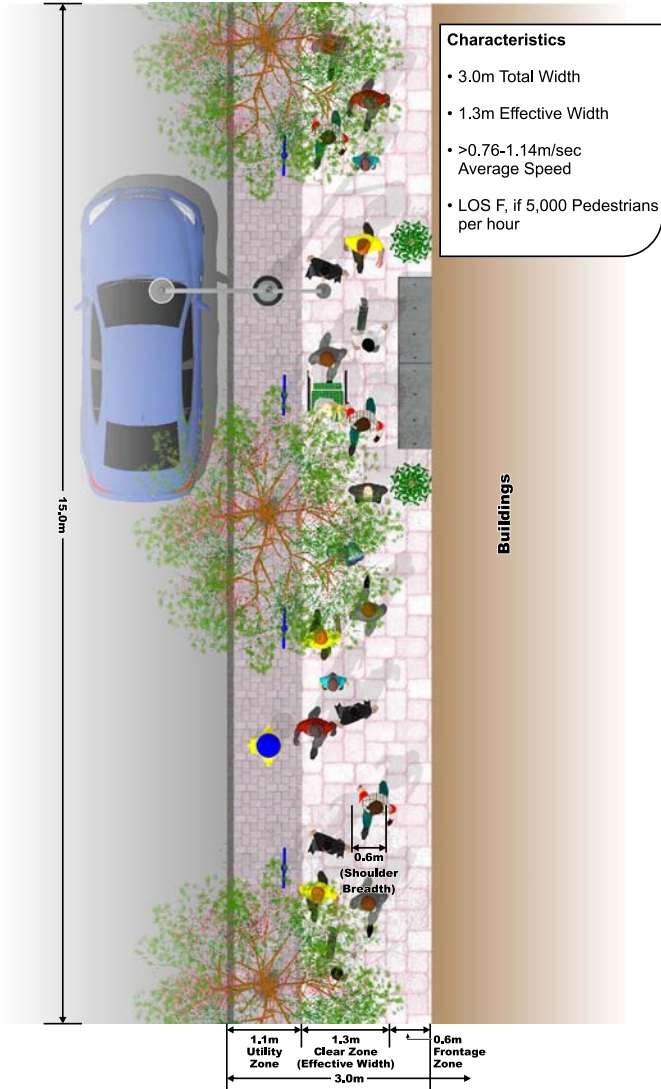 Characteristics
• 3.0m Total Width
• 1.3m Effective Width
• >0.76-1.14m/sec
Average Speed
• LOS F, if 5,000 Pedestrians
per hour
15.0m
Buildings
0.6m
(Shoulder
Breadth)
1.1m
Utility
Zone
1.3m
Clear Zone
(Effective Width)
0.6m
Frontage
Zone
3.0m